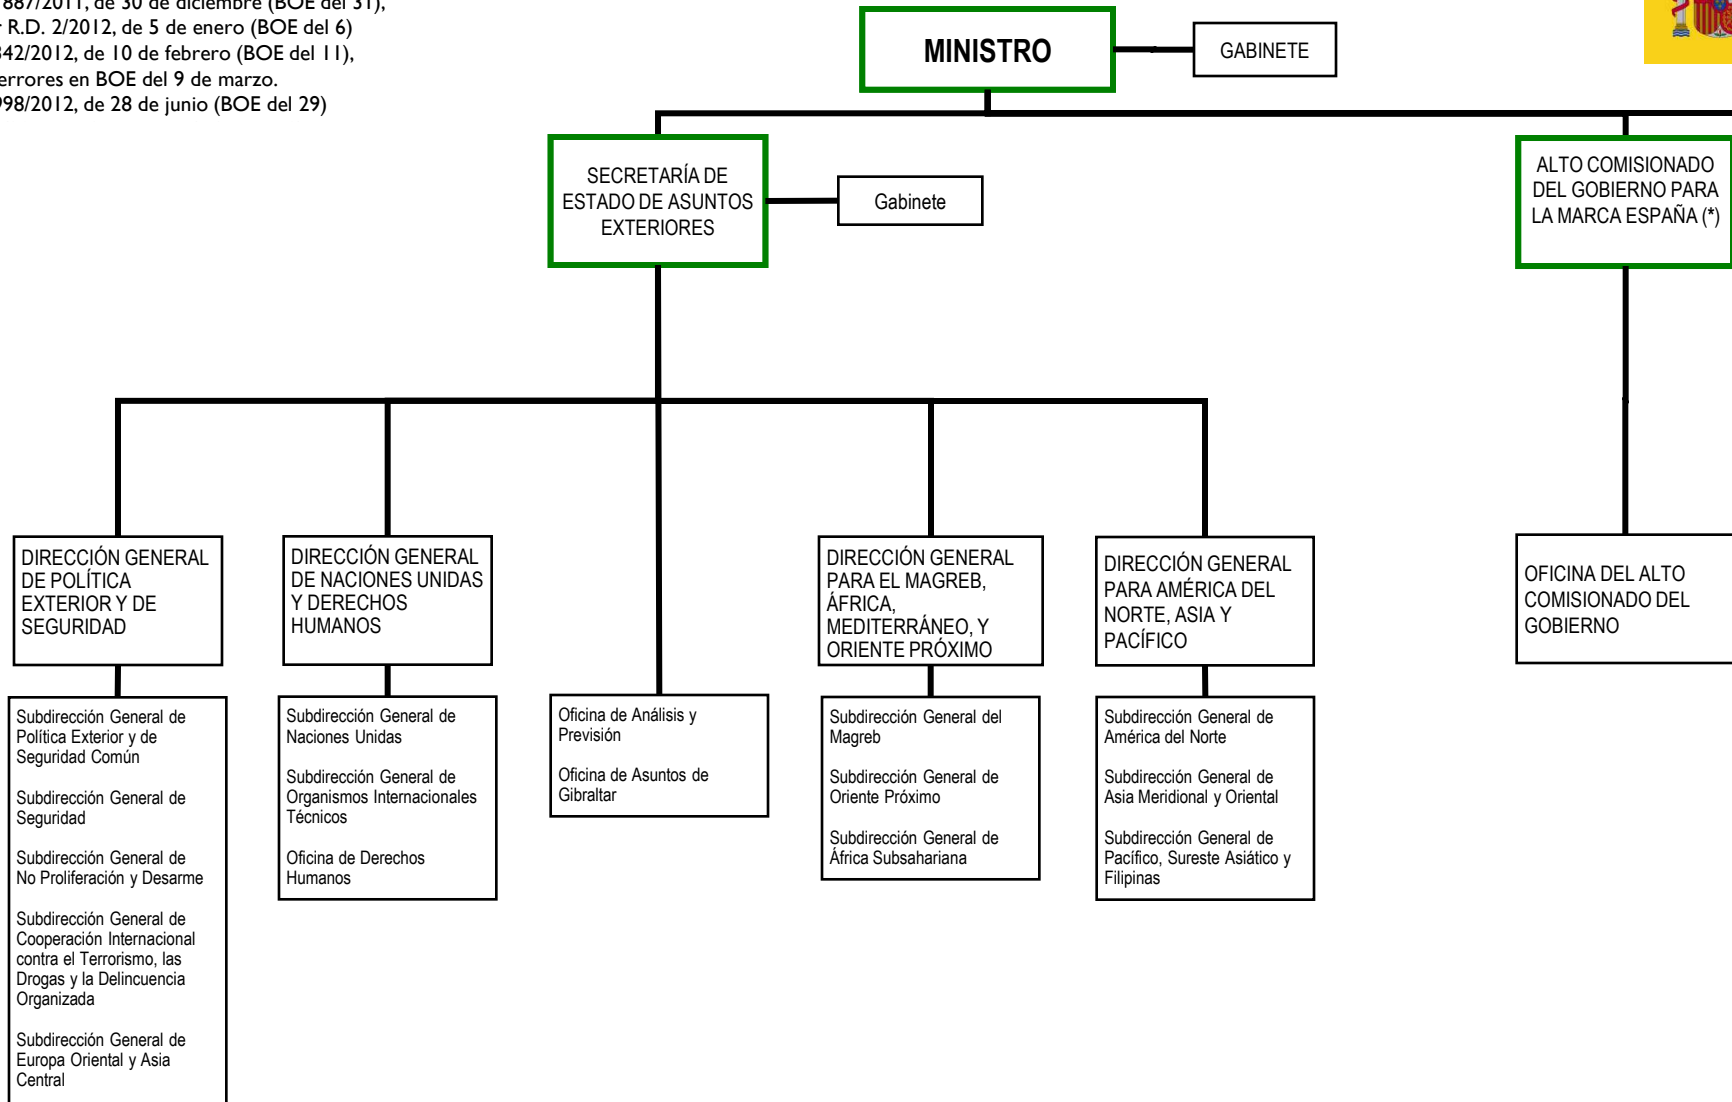 887/2011, de 30 de diciembre (BOE del 31),
R.D. 2/2012, de 5 de enero (BOE del 6)
342/2012, de 10 de febrero (BOE del 11),
errores en BOE del 9 de marzo.
998/2012, de 28 de junio (BOE del 29)
MINISTRO
GABINETE
SECRETARÍA DE
ESTADO DE ASUNTOS
EXTERIORES
Gabinete
ALTO COMISIONADO
DEL GOBIERNO PARA
LA MARCA ESPAÑA (*)
DIRECCIÓN GENERAL
DE POLÍTICA
EXTERIOR Y DE
SEGURIDAD
DIRECCIÓN GENERAL
DE NACIONES UNIDAS
Y DERECHOS
HUMANOS
DIRECCIÓN GENERAL
PARA EL MAGREB,
ÁFRICA,
MEDITERRÁNEO, Y
ORIENTE PRÓXIMO
DIRECCIÓN GENERAL
PARA AMÉRICA DEL
NORTE, ASIA Y
PACÍFICO
OFICINA DEL ALTO
COMISIONADO DEL
GOBIERNO
Subdirección General de
Política Exterior y de
Seguridad Común
Subdirección General de
Seguridad
Subdirección General de
No Proliferación y Desarme
Subdirección General de
Cooperación Internacional
contra el Terrorismo, las
Drogas y la Delincuencia
Organizada
Subdirección General de
Europa Oriental y Asia
Central
Subdirección General de
Naciones Unidas
Subdirección General de
Organismos Internacionales
Técnicos
Oficina de Derechos
Humanos
Oficina de Análisis y
Previsión
Oficina de Asuntos de
Gibraltar
Subdirección General del
Magreb
Subdirección General de
Oriente Próximo
Subdirección General de
África Subsahariana
Subdirección General de
América del Norte
Subdirección General de
Asia Meridional y Oriental
Subdirección General de
Pacífico, Sureste Asiático y
Filipinas